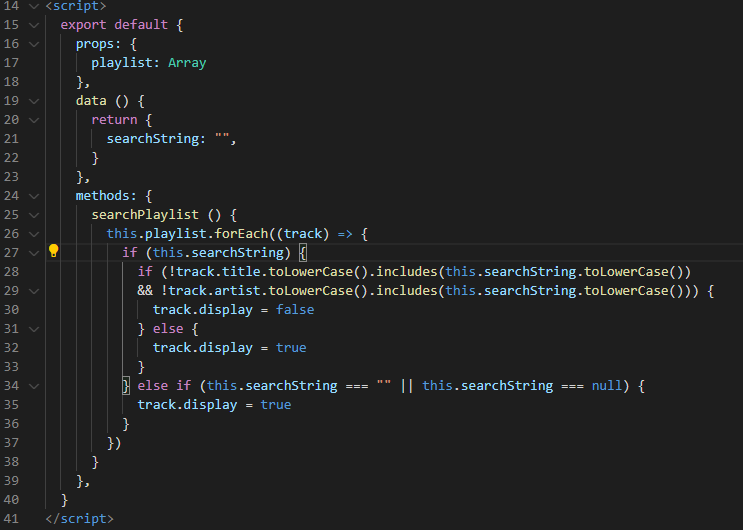 14 <script>
15 export default {
16 props: {
17 playlist: Array
18 },
19 data () {
20 return {
21 searchString: "",
22 }
23 },
24 methods: {
25 searchPlaylist () {
26 this.playlist.forEach((track) => {
27 if (this.searchString) {
28 if (!track.title.toLowerCase().includes(this.searchString.toLowerCase())
29 && !track.artist.toLowerCase().includes(this.searchString.toLowerCase())) {
30 track.display = false
31 } else {
32 track.display = true
33 }
34 } else if (this.searchString === "" || this.searchString === null) {
35 track.display = true
36 }
37 })
38 }
39 },
40 }
41 </script>